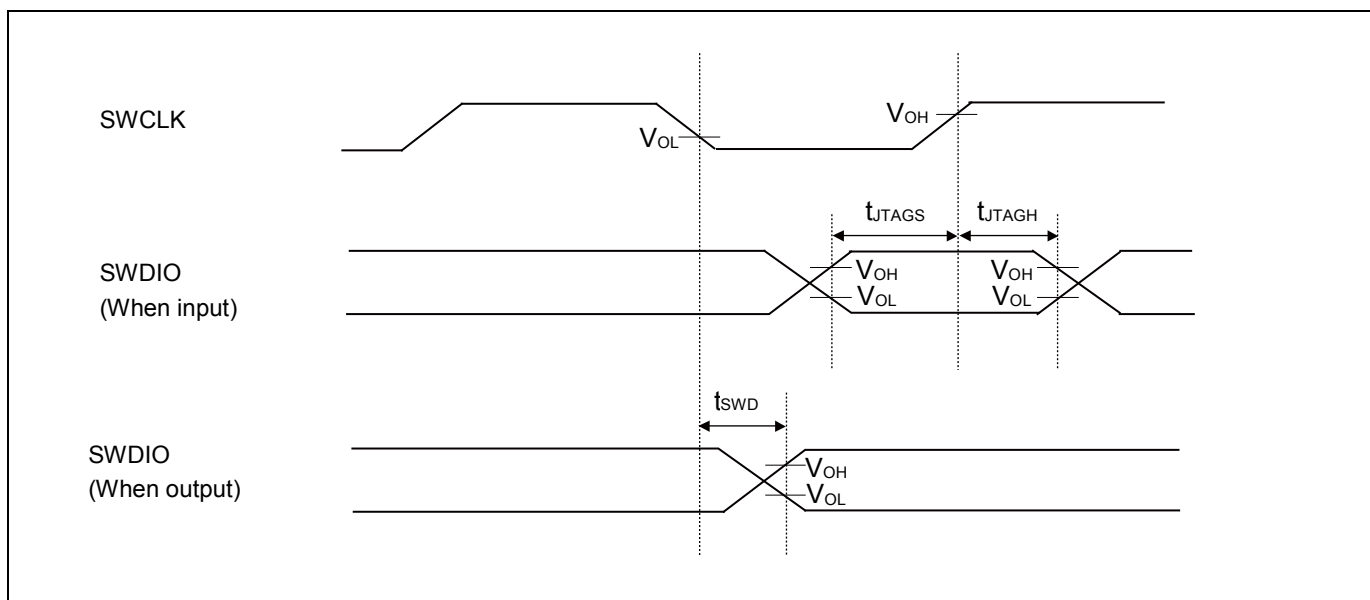 SWCLK
VOL
VOH
tJTAGS tJTAGH
SWDIO
(When input)
VOH VOH
VOL VOL
tSWD
SWDIO
(When output)
VOH
VOL